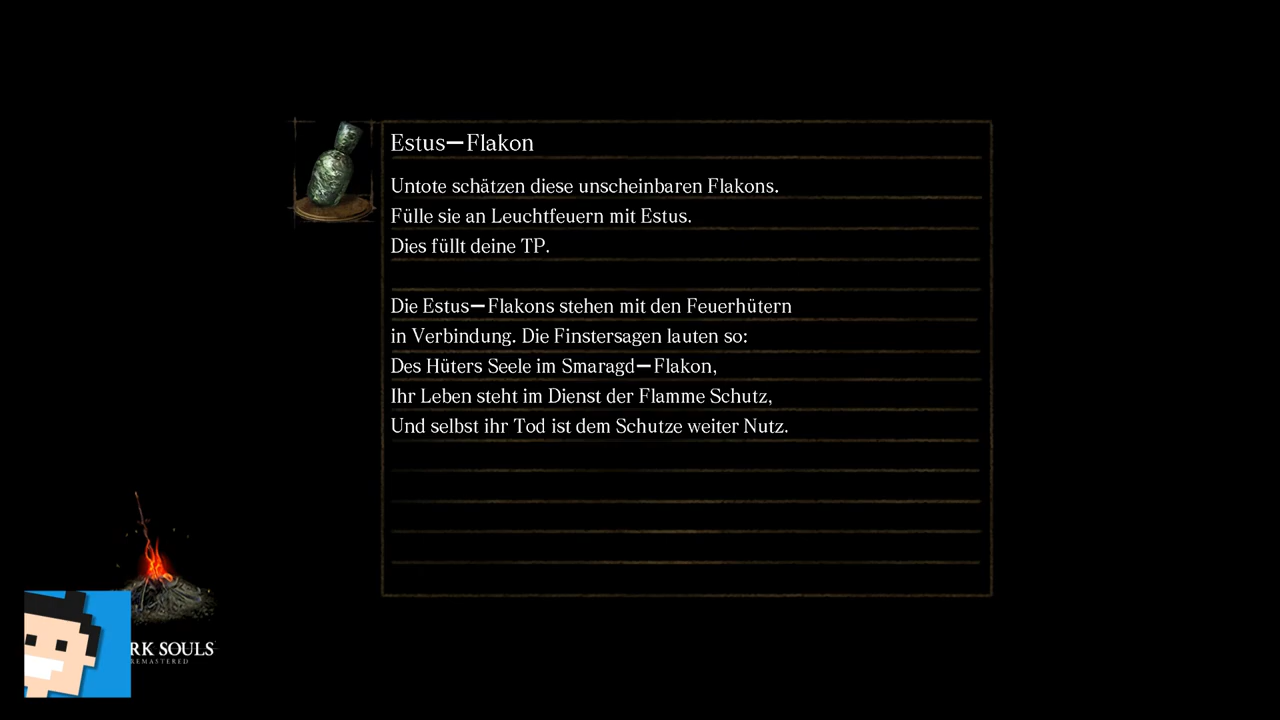 Estus—Flakon
Untote schätzen diese unscheinbaren Flakons.
Fülle sie an Leuchtfeuern mit Estus.
Dies füllt deine TP.
Die Estus—Flakons stehen mit den Feuerhütern
in Verbindung. Die Finstersagen lauten so:
Des Hüters Seele im Smaragd—Flakon,
Ihr Leben steht im Dienst der Flamme Schutz,
Und selbst ihr Tod ist dem Schutze weiter Nutz.
RK SOULS
REMASTERED